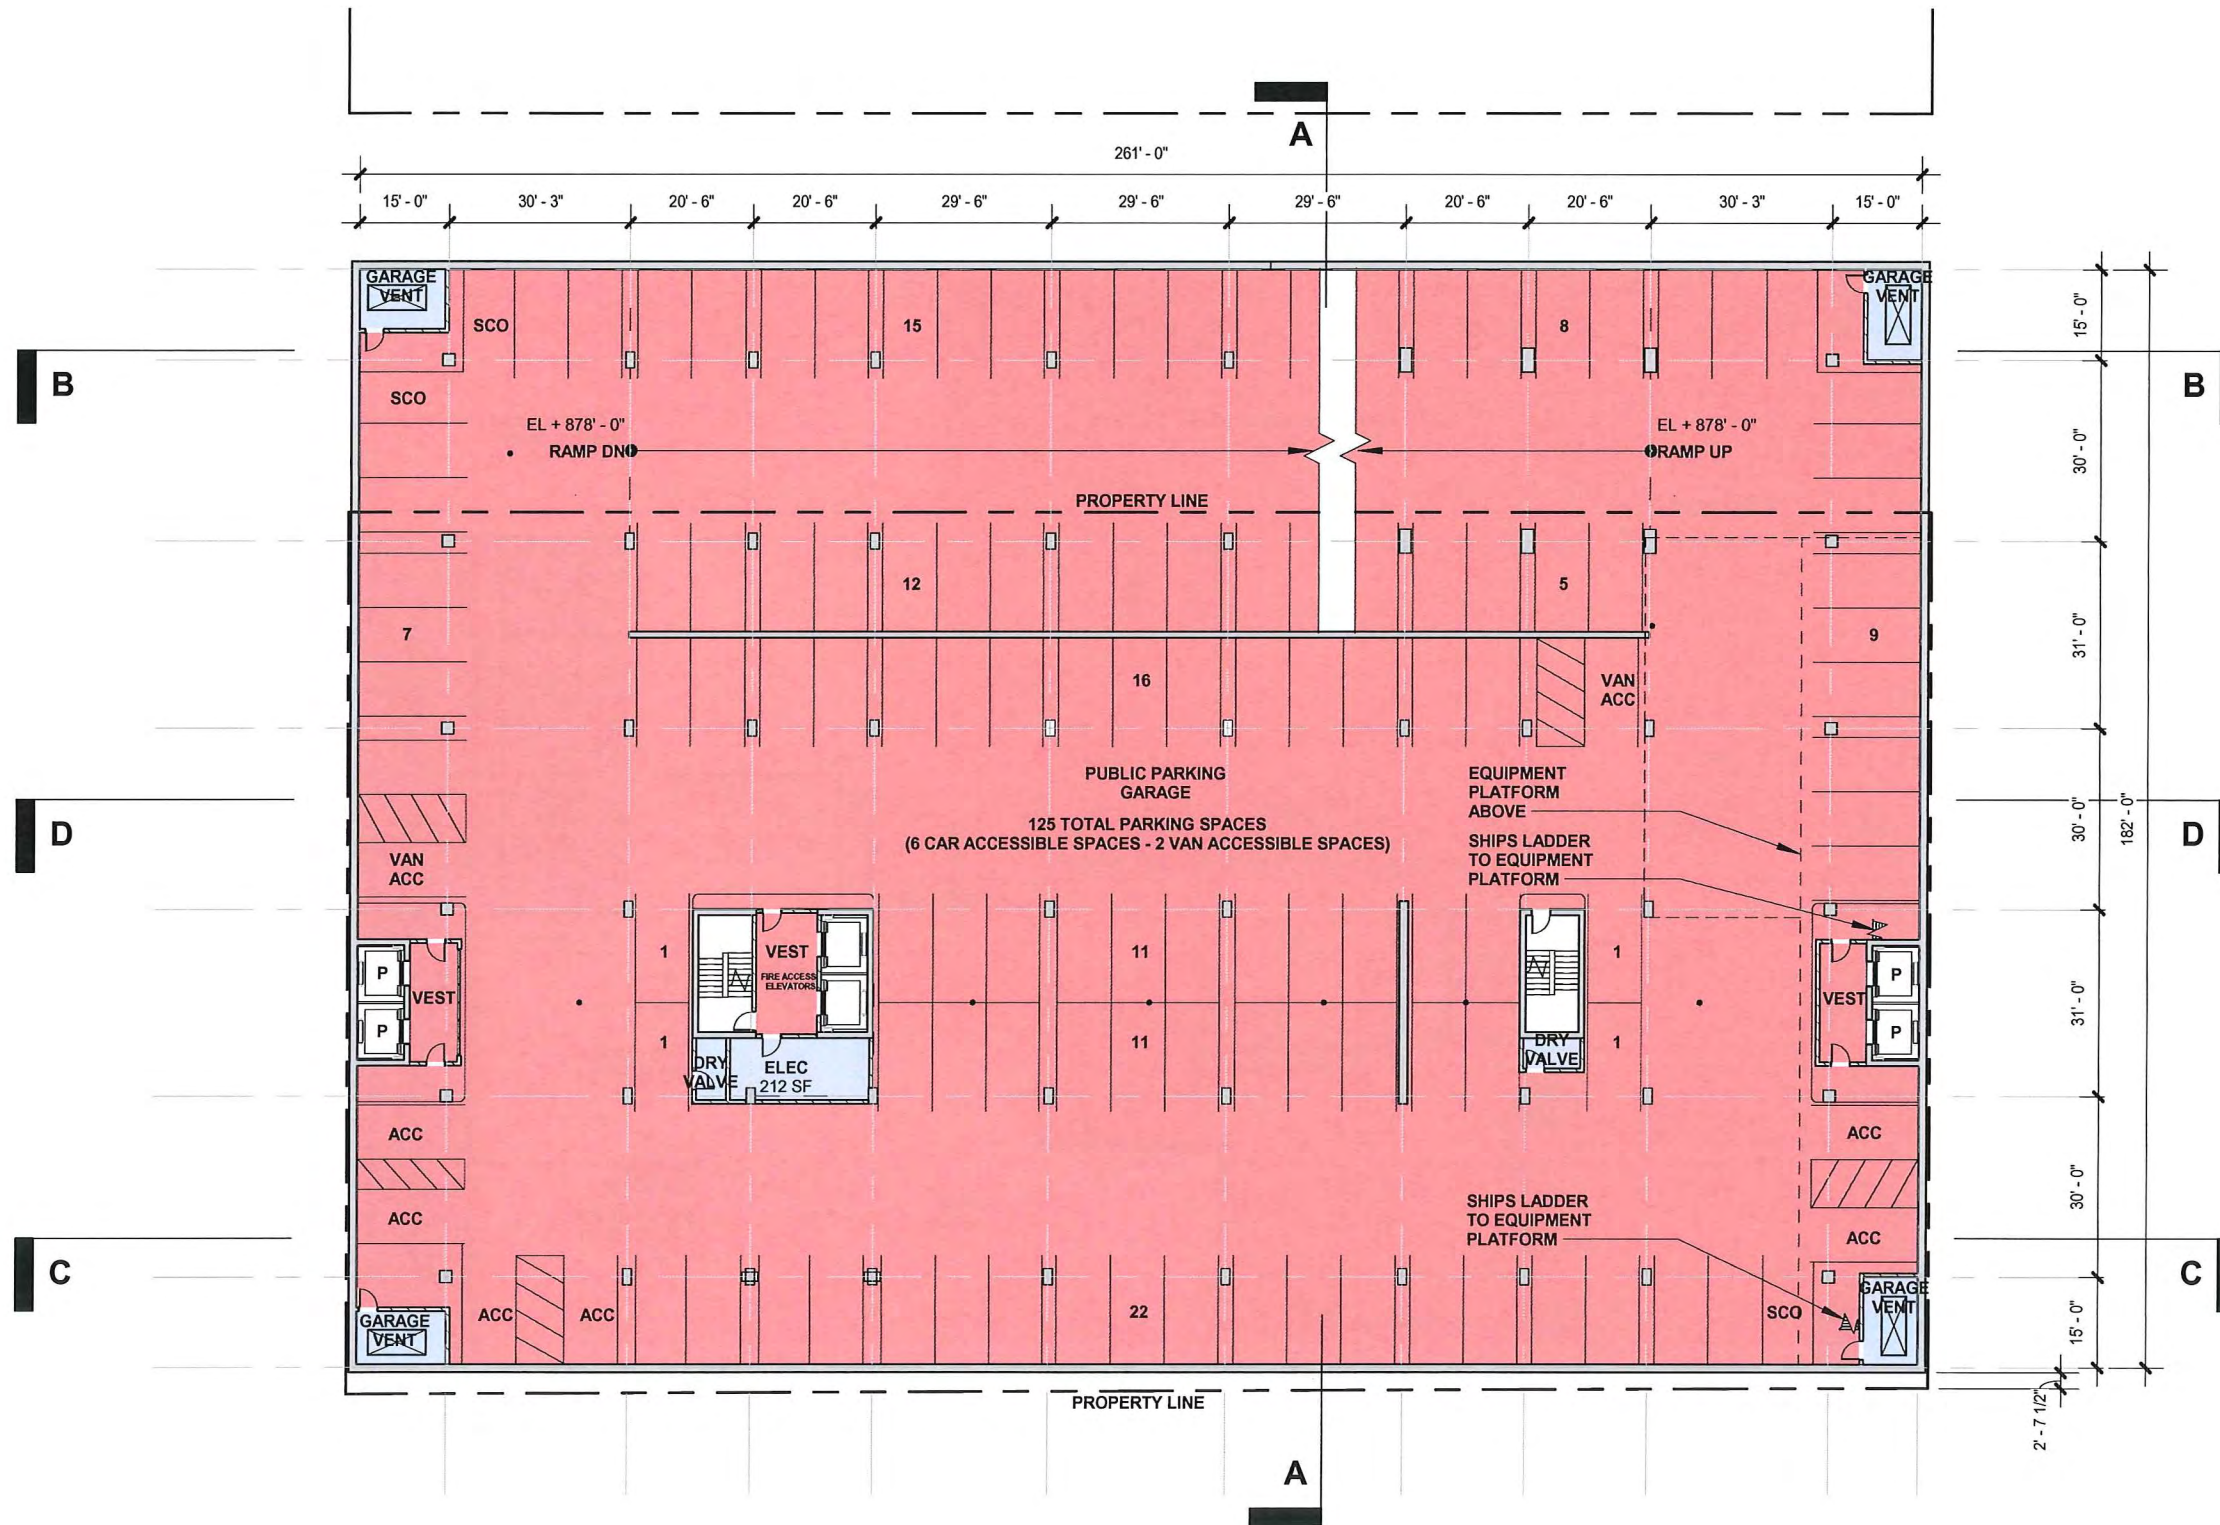 A
261' - 0"
15' - 0"
30' - 3"
20' - 6"
20' - 6"
29' - 6"
29' - 6"
29' - 6"
20' - 6"
20' - 6"
30' - 3"
15' - 0"
GARAGE
VENT
GARAGE
VENT
SCO
15
8
15' - 0"
B
B
SCO
EL + 878' - 0"
RAMP DN
EL + 878' - 0"
RAMP UP
30' - 0"
PROPERTY LINE
12
5
7
9
31' - 0"
16
VAN
ACC
PUBLIC PARKING
GARAGE
125 TOTAL PARKING SPACES
(6 CAR ACCESSIBLE SPACES - 2 VAN ACCESSIBLE SPACES)
EQUIPMENT
PLATFORM
ABOVE
SHIPS LADDER
TO EQUIPMENT
PLATFORM
30' - 0"
182' - 0"
D
D
VAN
ACC
1
VEST
FIRE ACCESS
ELEVATORS
11
1
P
VEST
P
VEST
P
P
31' - 0"
1
DRY
VALVE
ELEC
212 SF
11
DRY
VALVE
1
ACC
ACC
ACC
ACC
SHIPS LADDER
TO EQUIPMENT
PLATFORM
30' - 0"
C
C
GARAGE
VENT
ACC
ACC
22
SCO
GARAGE
VENT
15' - 0"
PROPERTY LINE
2' - 7 1/2"
A